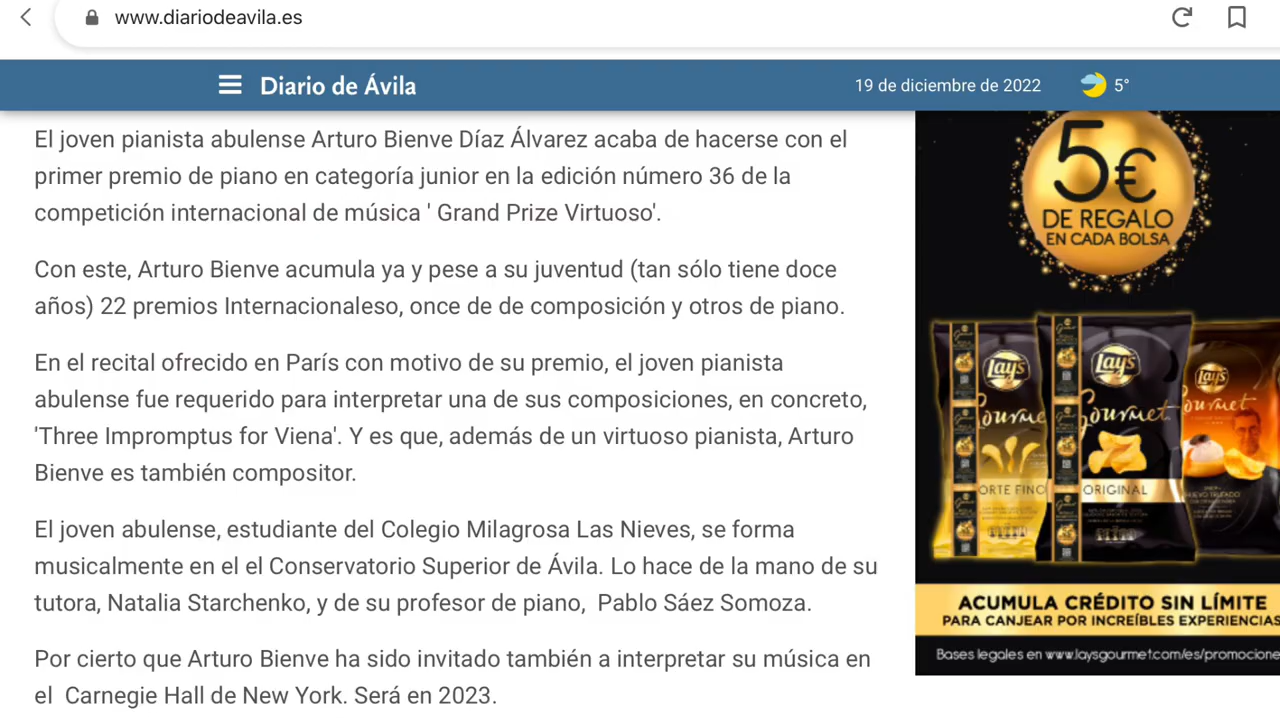 www.diariodeavila.es
Diario de Ávila
19 de diciembre de 2022
5°
El joven pianista abulense Arturo Bienve Díaz Álvarez acaba de hacerse con el
primer premio de piano en categoría junior en la edición número 36 de la
competición internacional de música ' Grand Prize Virtuoso'.
Con este, Arturo Bienve acumula ya y pese a su juventud (tan sólo tiene doce
años) 22 premios Internacionaleso, once de de composición y otros de piano.
En el recital ofrecido en París con motivo de su premio, el joven pianista
abulense fue requerido para interpretar una de sus composiciones, en concreto,
'Three Impromptus for Viena'. Y es que, además de un virtuoso pianista, Arturo
Bienve es también compositor.
El joven abulense, estudiante del Colegio Milagrosa Las Nieves, se forma
musicalmente en el el Conservatorio Superior de Ávila. Lo hace de la mano de su
tutora, Natalia Starchenko, y de su profesor de piano,  Pablo Sáez Somoza.
Por cierto que Arturo Bienve ha sido invitado también a interpretar su música en
el  Carnegie Hall de New York. Será en 2023.
5€
DE REGALO
EN CADA BOLSA
Lay's
Lay's
Lay's
Gourmet
Gourmet
ourmet
ORTE FINO
ORIGINAL
HUEVO TRUFADO
ACUMULA CRÉDITO SIN LÍMITE
PARA CANJEAR POR INCREÍBLES EXPERIENCIAS
Bases legales en www.laysgourmet.com/es/promocione